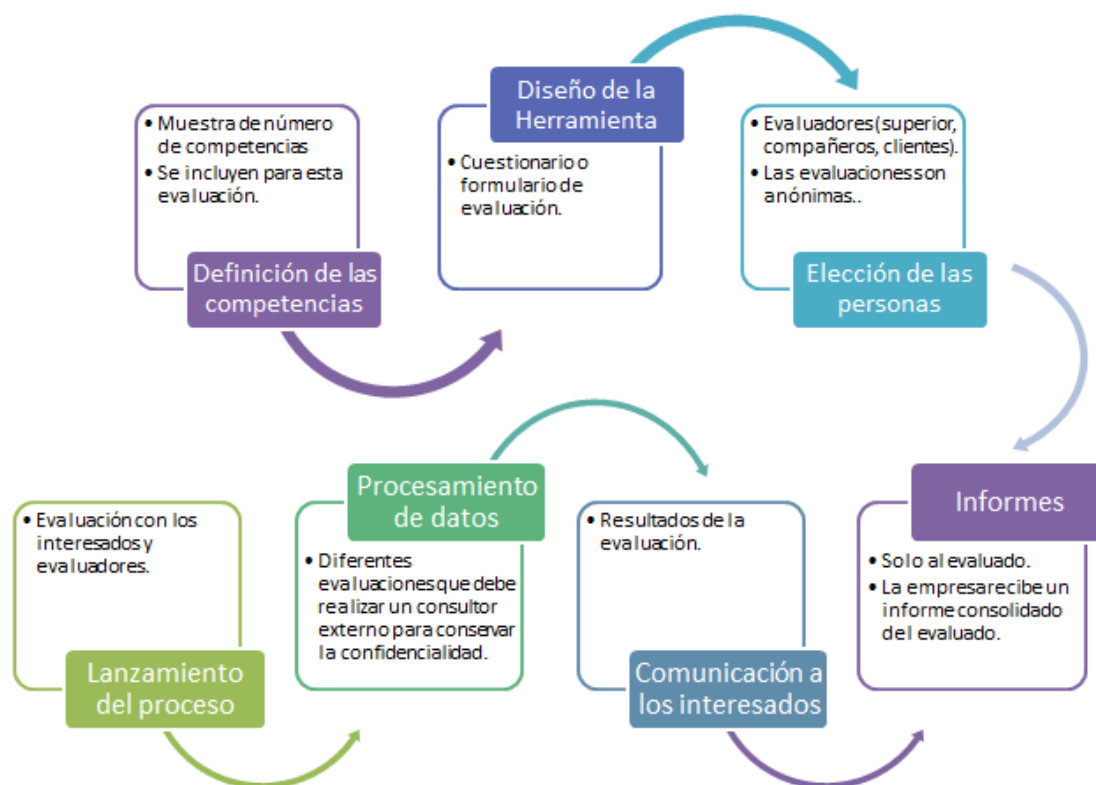 Definición de las
competencias
• Muestra de número
de competencias
• Se incluyen para esta
evaluación.
Diseño de la
Herramienta
• Cuestionario o
formulario de
evaluación.
Elección de las
personas
• Evaluadores (superior,
compañeros, clientes).
• Las evaluaciones son
anónimas..
Lanzamiento
del proceso
• Evaluación con los
interesados y
evaluadores.
Procesamiento
de datos
• Diferentes
evaluaciones que debe
realizar un consultor
externo para conservar
la confidencialidad.
Comunicación a
los interesados
• Resultados de la
evaluación.
Informes
• Solo al evaluado.
• La empresa recibe un
informe consolidado
del evaluado.